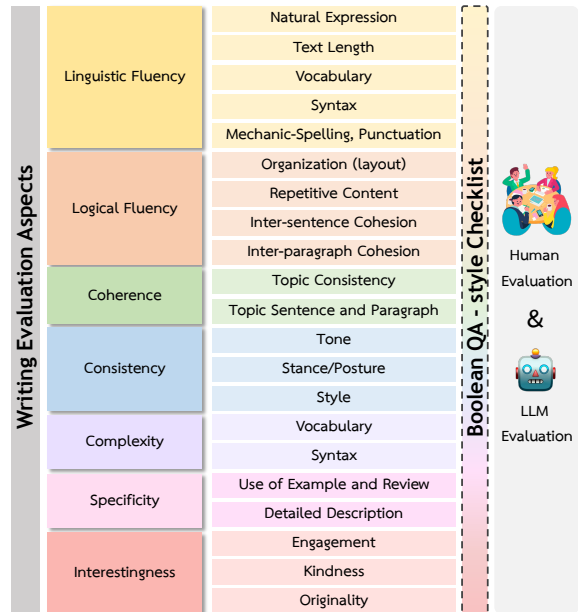 Writing Evaluation Aspects
Linguistic Fluency
Natural Expression
Text Length
Vocabulary
Syntax
Mechanic-Spelling, Punctuation
Logical Fluency
Organization (layout)
Repetitive Content
Inter-sentence Cohesion
Inter-paragraph Cohesion
Coherence
Topic Consistency
Topic Sentence and Paragraph
Consistency
Tone
Stance/Posture
Style
Complexity
Vocabulary
Syntax
Specificity
Use of Example and Review
Detailed Description
Interestingness
Engagement
Kindness
Originality
Boolean QA - style Checklist
Human
Evaluation
&
LLM
Evaluation